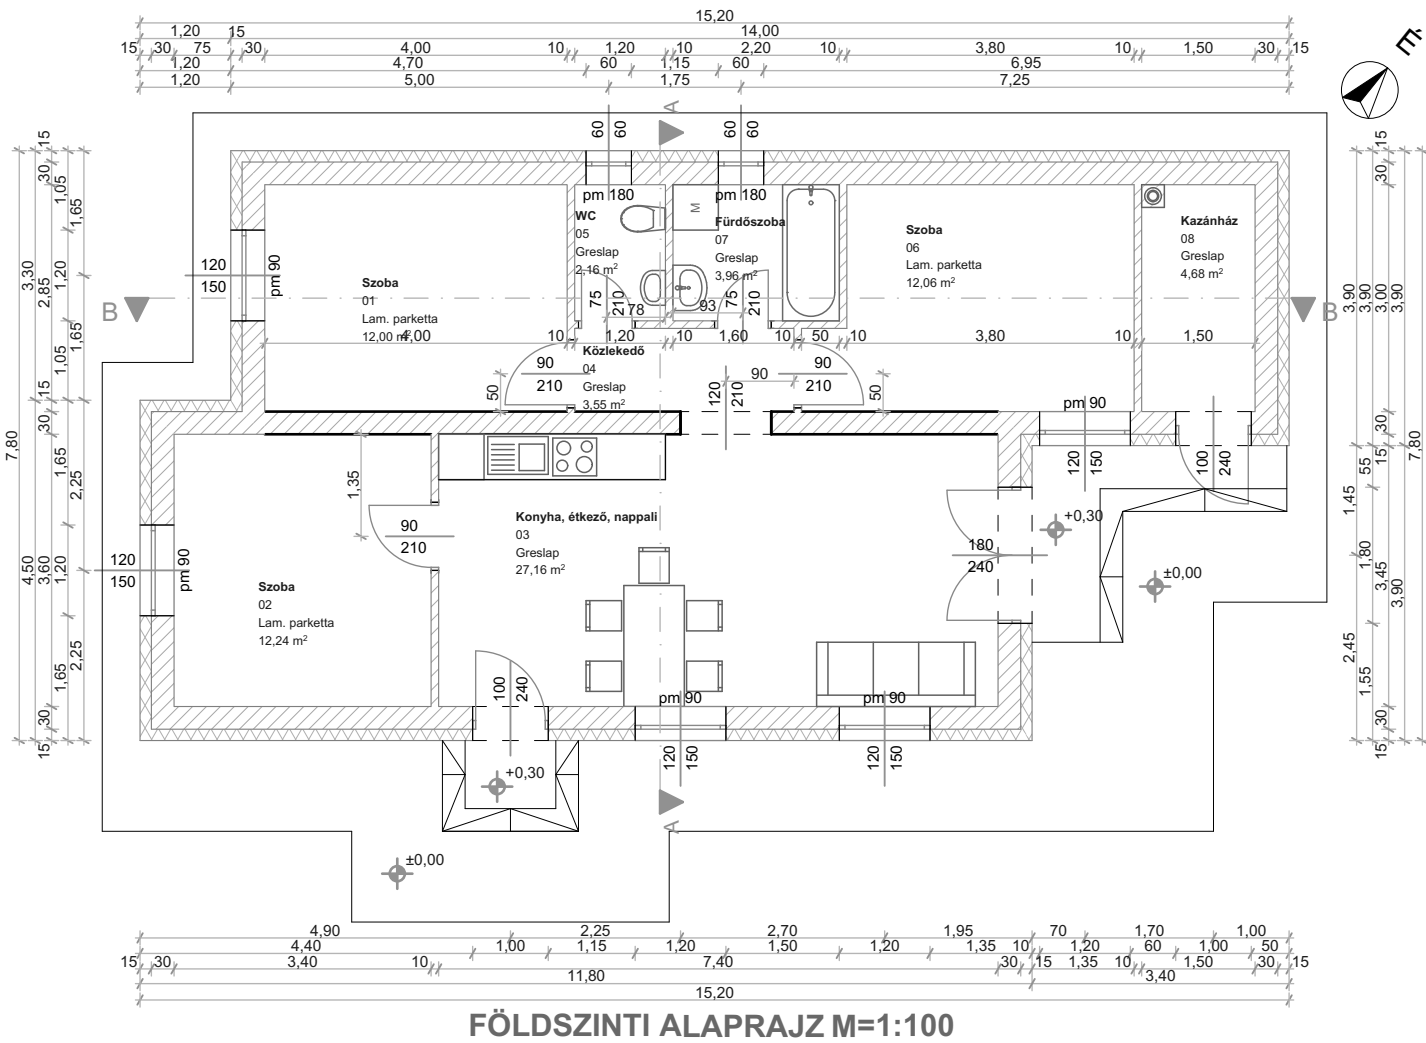 15,20
1,20 15 14,00
15 30 75 30 4,00 10 1,20 10 2,20 10 3,80 10 1,50 30 15
1,20 4,70 60 1,15 60 6,95
1,20 5,00 1,75 7,25
É
A
60 60
60 60
pm 180
pm 180
WC
05
Greslap
2,16 m²
Fürdőszoba
07
Greslap
3,96 m²
M
Szoba
06
Lam. parketta
12,06 m²
Kazánház
08
Greslap
4,68 m²
120
150
pm 90
Szoba
01
Lam. parketta
12,00 m²
B
B
75
210
78
93
75
210
4,00 10 1,20 10 1,60 10 50 10 3,80 10 1,50
Közlekedő
04
Greslap
3,55 m²
90
210
50
120
210
90
90
210
50
pm 90
120
150
100
240
1,35
90
210
Konyha, étkező, nappali
03
Greslap
27,16 m²
180
240
+0,30
±0,00
120
150
pm 90
Szoba
02
Lam. parketta
12,24 m²
100
240
pm 90
pm 90
120
150
120
150
+0,30
A
±0,00
7,80
15 3,30 4,50
15 30 2,85 15 30 3,60 30 15
1,05 1,20 1,05 1,65 1,20 1,65
1,65 1,65 2,25 2,25
3,90 55 1,45 2,45
15 30 3,90 30 15 1,80 1,55 30 15
3,00 3,45
3,90 3,90
7,80
4,90 2,25 2,70 1,95 70 1,70 1,00
4,40 1,00 1,15 1,20 1,50 1,20 1,35 10 1,20 60 1,00 50
15 30 3,40 10 7,40 30 15 1,35 10 1,50 30 15
11,80 3,40
15,20
FÖLDSZINTI ALAPRAJZ M=1:100